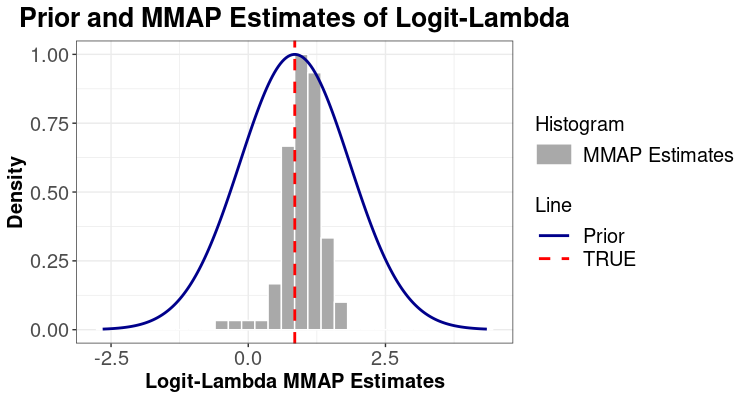 Prior and MMAP Estimates of Logit-Lambda
1.00
0.75
0.50
0.25
0.00
Density
-2.5 0.0 2.5
Logit-Lambda MMAP Estimates
Histogram
MMAP Estimates
Line
Prior
TRUE